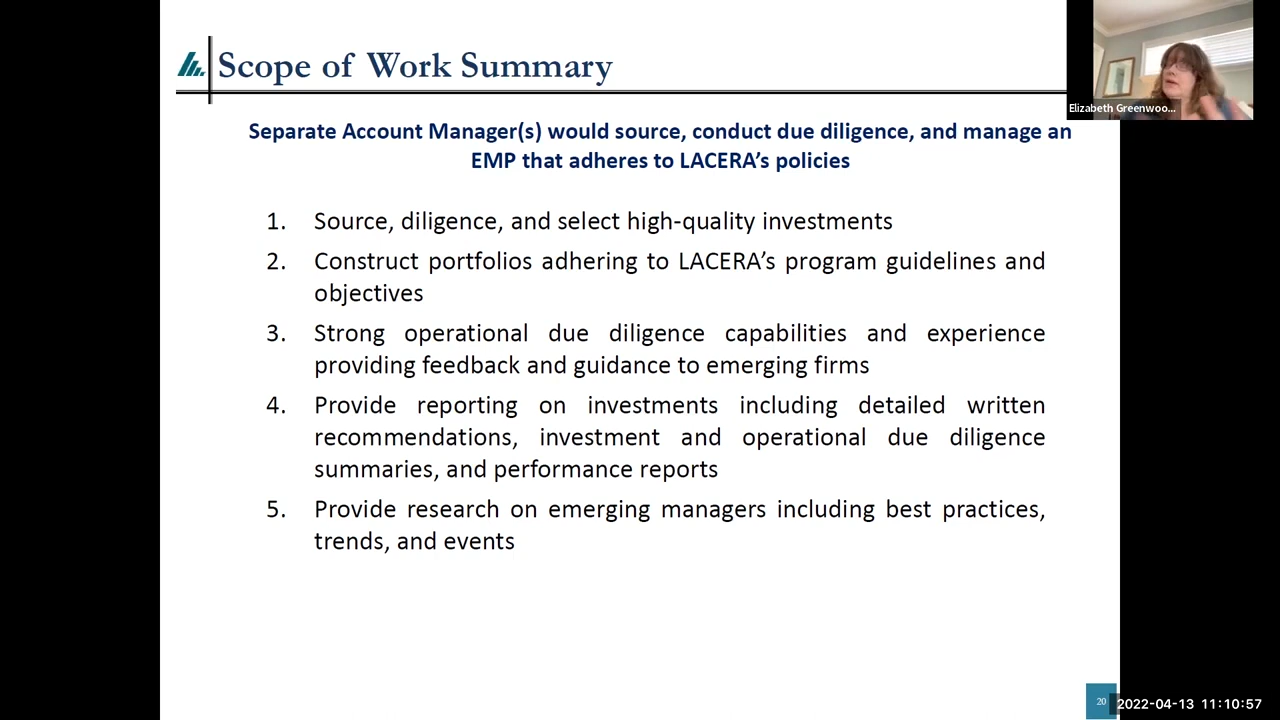 Scope of Work Summary
Elizabeth Greenwoo...
Separate Account Manager(s) would source, conduct due diligence, and manage an
EMP that adheres to LACERA’s policies
1. Source, diligence, and select high-quality investments
2. Construct portfolios adhering to LACERA’s program guidelines and
objectives
3. Strong operational due diligence capabilities and experience
providing feedback and guidance to emerging firms
4. Provide reporting on investments including detailed written
recommendations, investment and operational due diligence
summaries, and performance reports
5. Provide research on emerging managers including best practices,
trends, and events
20
2022-04-13 11:10:57